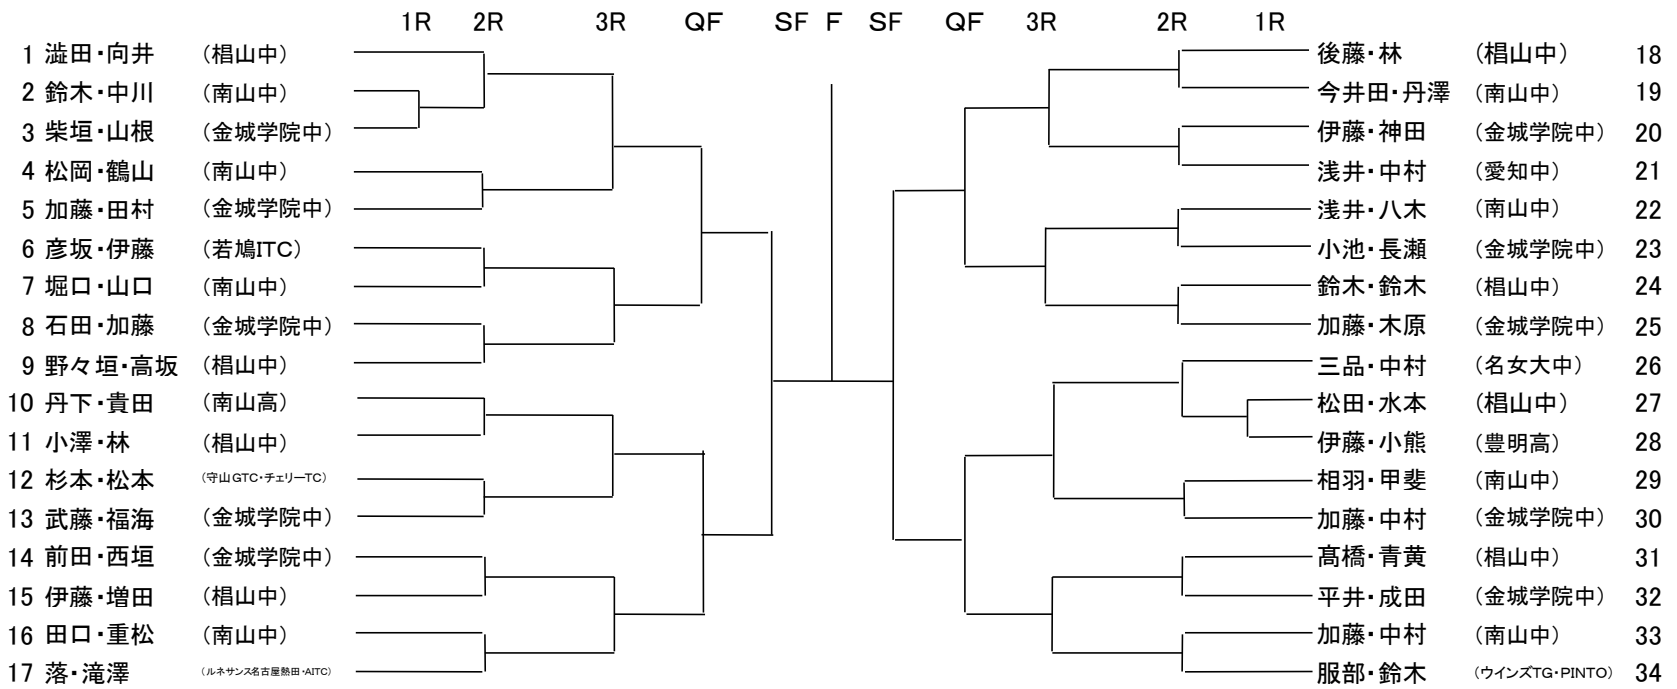 1R 2R 3R QF SF F SF QF 3R 2R 1R
1 澁田・向井 (椙山中)
2 鈴木・中川 (南山中)
3 柴垣・山根 (金城学院中)
4 松岡・鶴山 (南山中)
5 加藤・田村 (金城学院中)
6 彦坂・伊藤 (若鳩ITC)
7 堀口・山口 (南山中)
8 石田・加藤 (金城学院中)
9 野々垣・高坂 (椙山中)
10 丹下・貴田 (南山高)
11 小澤・林 (椙山中)
12 杉本・松本 (守山GTC・チェリーTC)
13 武藤・福海 (金城学院中)
14 前田・西垣 (金城学院中)
15 伊藤・増田 (椙山中)
16 田口・重松 (南山中)
17 落・滝澤 (ルネサンス名古屋熱田・AITC)
後藤・林 (椙山中) 18
今井田・丹澤 (南山中) 19
伊藤・神田 (金城学院中) 20
浅井・中村 (愛知中) 21
浅井・八木 (南山中) 22
小池・長瀬 (金城学院中) 23
鈴木・鈴木 (椙山中) 24
加藤・木原 (金城学院中) 25
三品・中村 (名女大中) 26
松田・水本 (椙山中) 27
伊藤・小熊 (豊明高) 28
相羽・甲斐 (南山中) 29
加藤・中村 (金城学院中) 30
髙橋・青黄 (椙山中) 31
平井・成田 (金城学院中) 32
加藤・中村 (南山中) 33
服部・鈴木 (ウインズTG・PINTO) 34